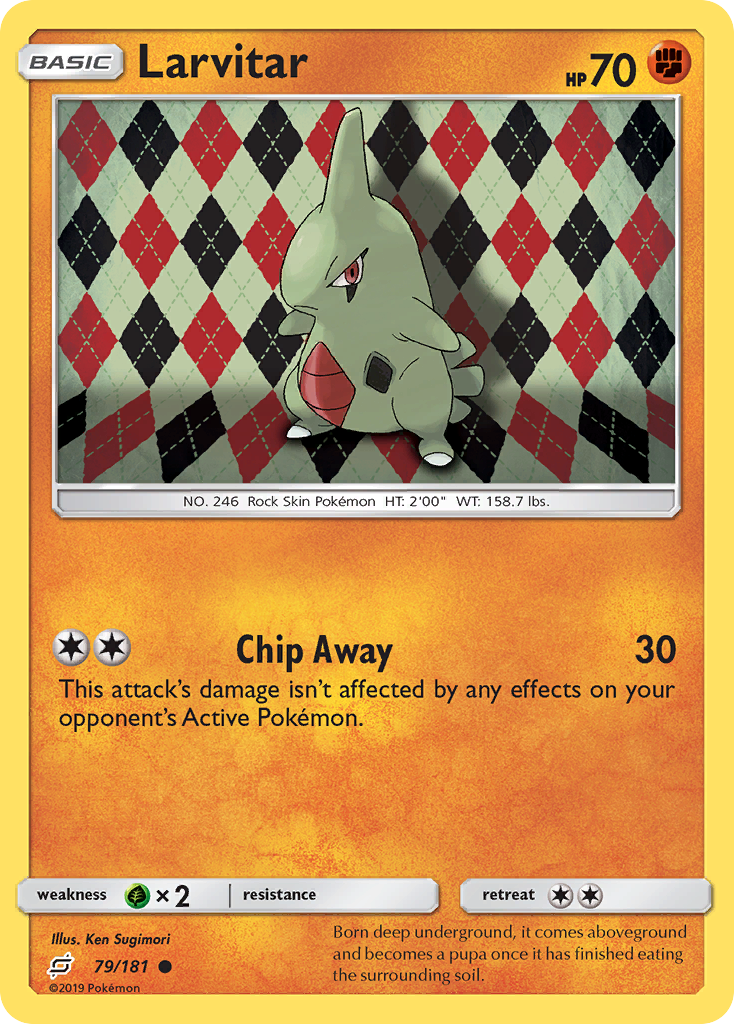 BASIC Larvitar HP 70
NO. 246 Rock Skin Pokémon HT: 2'00" WT: 158.7 lbs.
Chip Away 30
This attack's damage isn't affected by any effects on your
opponent's Active Pokémon.
weakness × 2 resistance retreat
Illus. Ken Sugimori
79/181
©2019 Pokémon
Born deep underground, it comes aboveground
and becomes a pupa once it has finished eating
the surrounding soil.